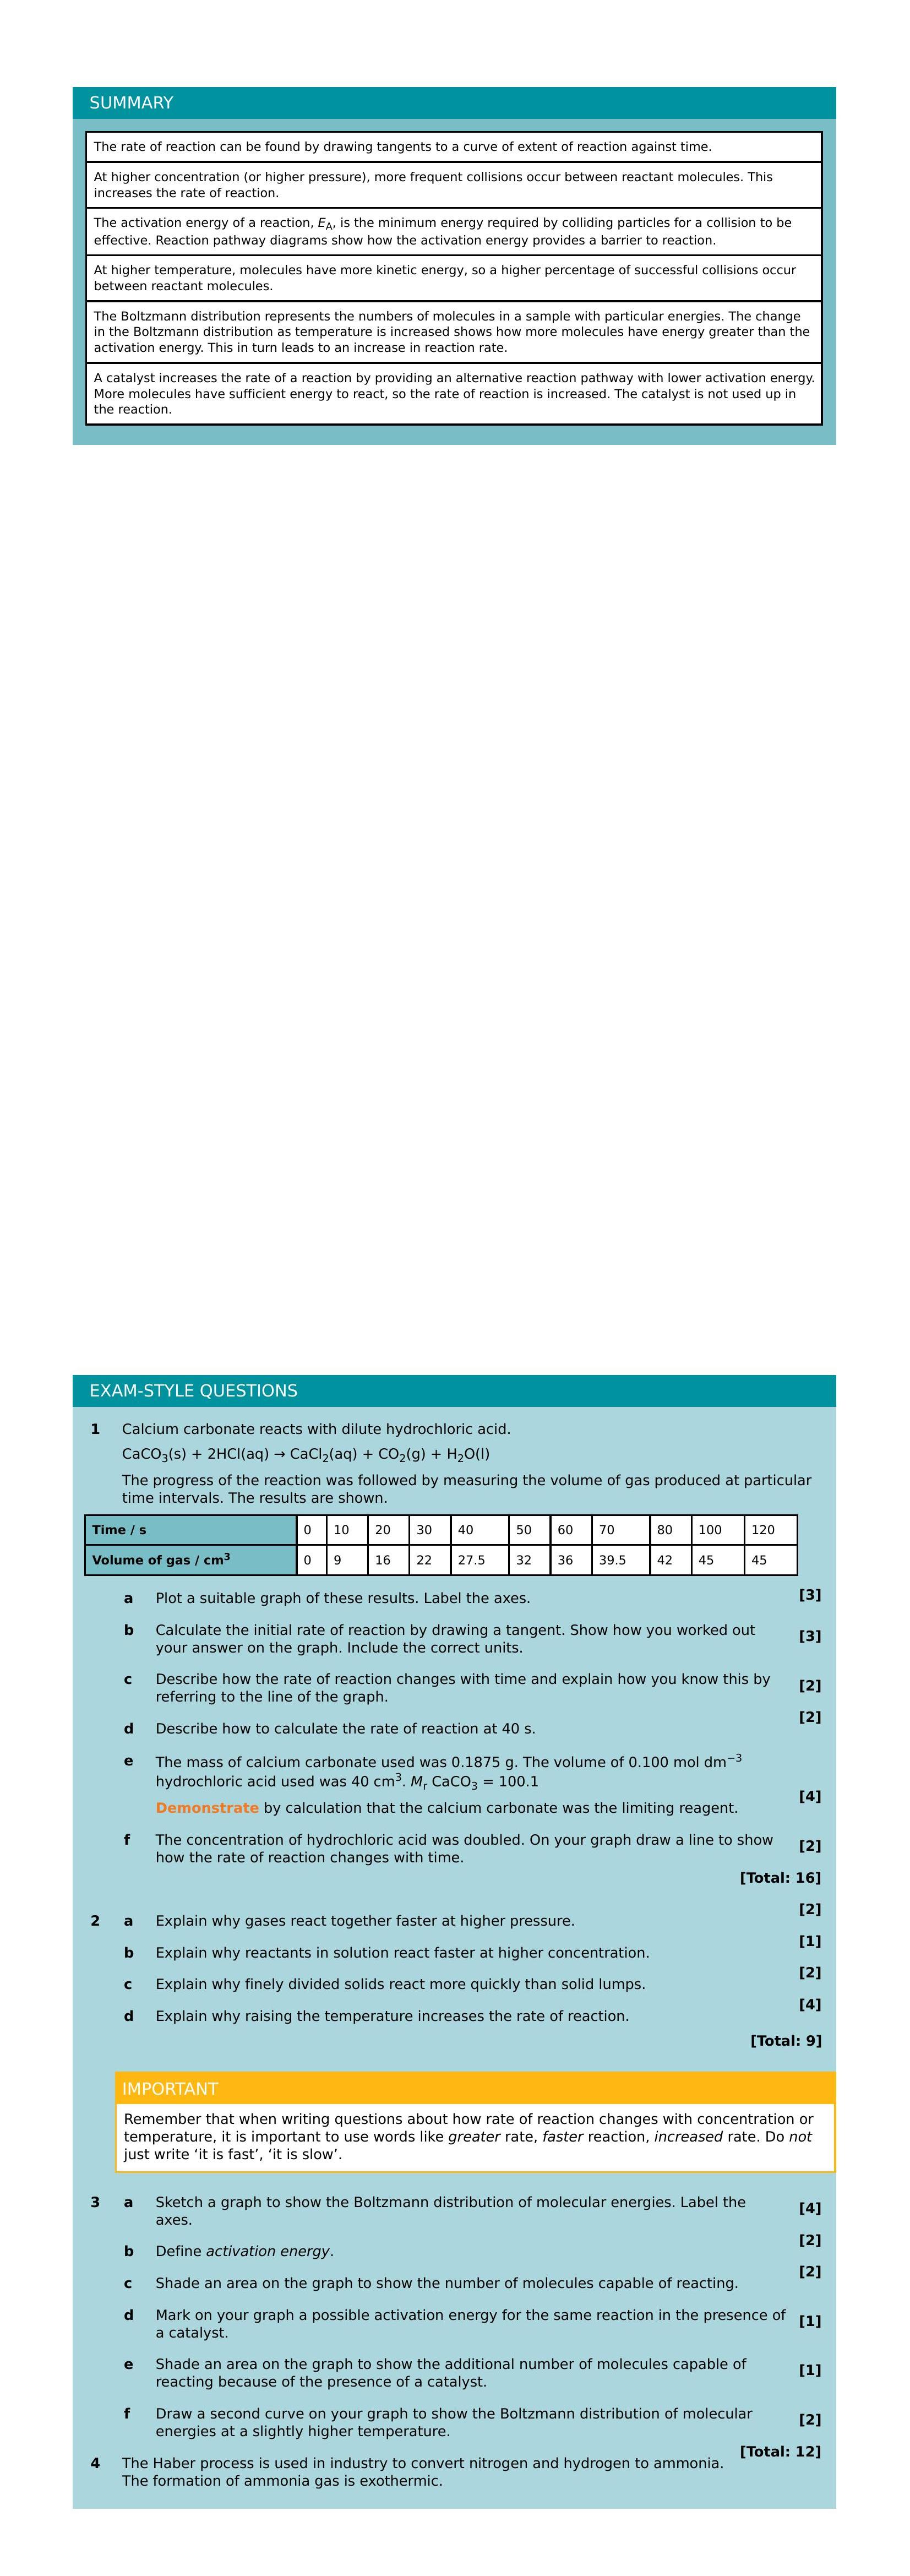 SUMMARY
The rate of reaction can be found by drawing tangents to a curve of extent of reaction against time.
At higher concentration (or higher pressure), more frequent collisions occur between reactant molecules. This
increases the rate of reaction.
The activation energy of a reaction, E_A, is the minimum energy required by colliding particles for a collision to be
effective. Reaction pathway diagrams show how the activation energy provides a barrier to reaction.
At higher temperature, molecules have more kinetic energy, so a higher percentage of successful collisions occur
between reactant molecules.
The Boltzmann distribution represents the numbers of molecules in a sample with particular energies. The change
in the Boltzmann distribution as temperature is increased shows how more molecules have energy greater than the
activation energy. This in turn leads to an increase in reaction rate.
A catalyst increases the rate of a reaction by providing an alternative reaction pathway with lower activation energy.
More molecules have sufficient energy to react, so the rate of reaction is increased. The catalyst is not used up in
the reaction.
EXAM-STYLE QUESTIONS
1 Calcium carbonate reacts with dilute hydrochloric acid.
CaCO₃(s) + 2HCl(aq) → CaCl₂(aq) + CO₂(g) + H₂O(l)
The progress of the reaction was followed by measuring the volume of gas produced at particular
time intervals. The results are shown.
Time / s 0 10 20 30 40 50 60 70 80 100 120
Volume of gas / cm³ 0 9 16 22 27.5 32 36 39.5 42 45 45
a Plot a suitable graph of these results. Label the axes. [3]
b Calculate the initial rate of reaction by drawing a tangent. Show how you worked out
your answer on the graph. Include the correct units. [3]
c Describe how the rate of reaction changes with time and explain how you know this by
referring to the line of the graph. [2]
d Describe how to calculate the rate of reaction at 40 s. [2]
e The mass of calcium carbonate used was 0.1875 g. The volume of 0.100 mol dm⁻³
hydrochloric acid used was 40 cm³. Mᵣ CaCO₃ = 100.1
Demonstrate by calculation that the calcium carbonate was the limiting reagent. [4]
f The concentration of hydrochloric acid was doubled. On your graph draw a line to show
how the rate of reaction changes with time. [2]
[Total: 16]
2 a Explain why gases react together faster at higher pressure. [2]
b Explain why reactants in solution react faster at higher concentration. [1]
c Explain why finely divided solids react more quickly than solid lumps. [2]
d Explain why raising the temperature increases the rate of reaction. [4]
[Total: 9]
IMPORTANT
Remember that when writing questions about how rate of reaction changes with concentration or
temperature, it is important to use words like greater rate, faster reaction, increased rate. Do not
just write ‘it is fast’, ‘it is slow’.
3 a Sketch a graph to show the Boltzmann distribution of molecular energies. Label the
axes. [4]
b Define activation energy. [2]
c Shade an area on the graph to show the number of molecules capable of reacting. [2]
d Mark on your graph a possible activation energy for the same reaction in the presence of
a catalyst. [1]
e Shade an area on the graph to show the additional number of molecules capable of
reacting because of the presence of a catalyst. [1]
f Draw a second curve on your graph to show the Boltzmann distribution of molecular
energies at a slightly higher temperature. [2]
[Total: 12]
4 The Haber process is used in industry to convert nitrogen and hydrogen to ammonia.
The formation of ammonia gas is exothermic.